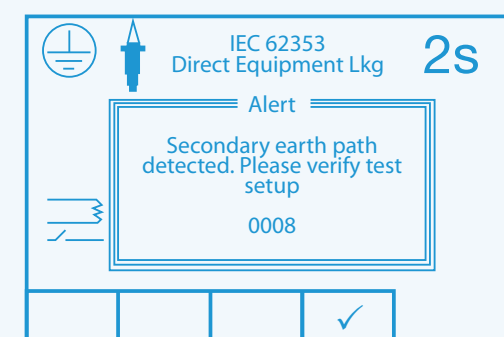 IEC 62353
Direct Equipment Lkg
2s
Alert
Secondary earth path
detected. Please verify test
setup
0008
✓